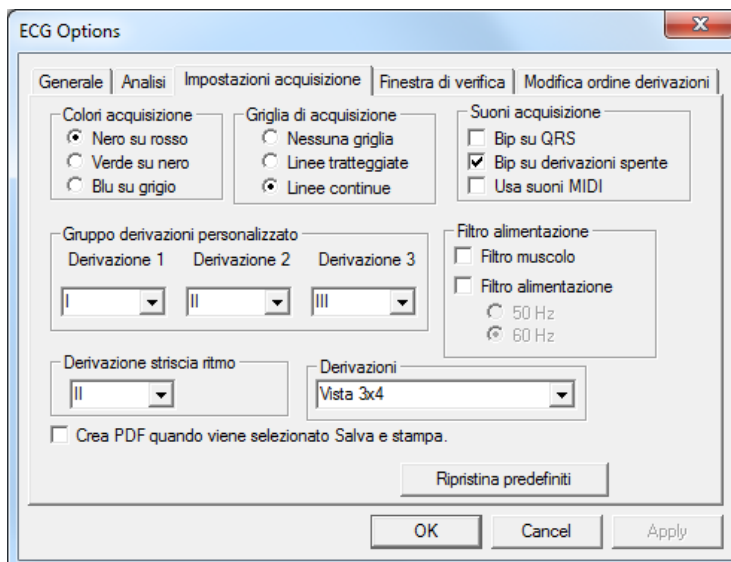 ECG Options
Generale Analisi Impostazioni acquisizione Finestra di verifica Modifica ordine derivazioni
Colori acquisizione
Nero su rosso
Verde su nero
Blu su grigio
Griglia di acquisizione
Nessuna griglia
Linee tratteggiate
Linee continue
Suoni acquisizione
Bip su QRS
Bip su derivazioni spente
Usa suoni MIDI
Gruppo derivazioni personalizzato
Derivazione 1 Derivazione 2 Derivazione 3
I II III
Filtro alimentazione
Filtro muscolo
Filtro alimentazione
50 Hz
60 Hz
Derivazione striscia ritmo
II
Derivazioni
Vista 3x4
Crea PDF quando viene selezionato Salva e stampa.
Ripristina predefiniti
OK Cancel Apply